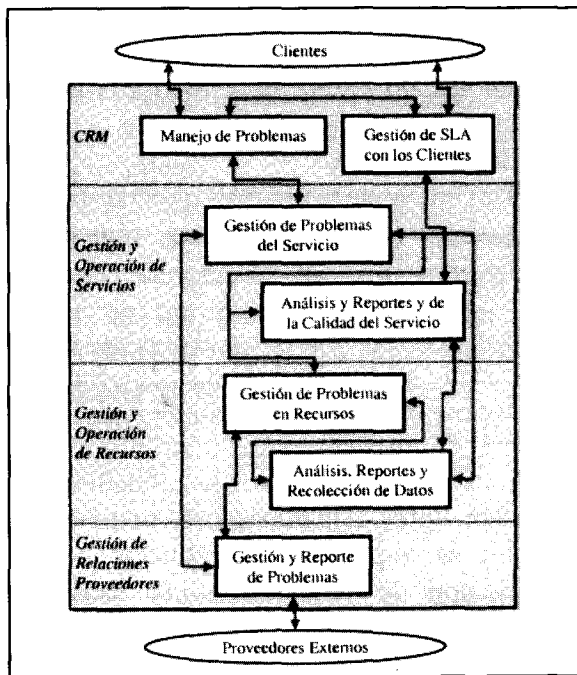 Clientes
CRM
Manejo de Problemas
Gestión de SLA
con los Clientes
Gestión y
Operación de
Servicios
Gestión de Problemas
del Servicio
Análisis y Reportes y de
la Calidad del Servicio
Gestión y
Operación
de Recursos
Gestión de Problemas
en Recursos
Análisis, Reportes y
Recolección de Datos
Gestión de
Relaciones
Proveedores
Gestión y Reporte
de Problemas
Proveedores Externos